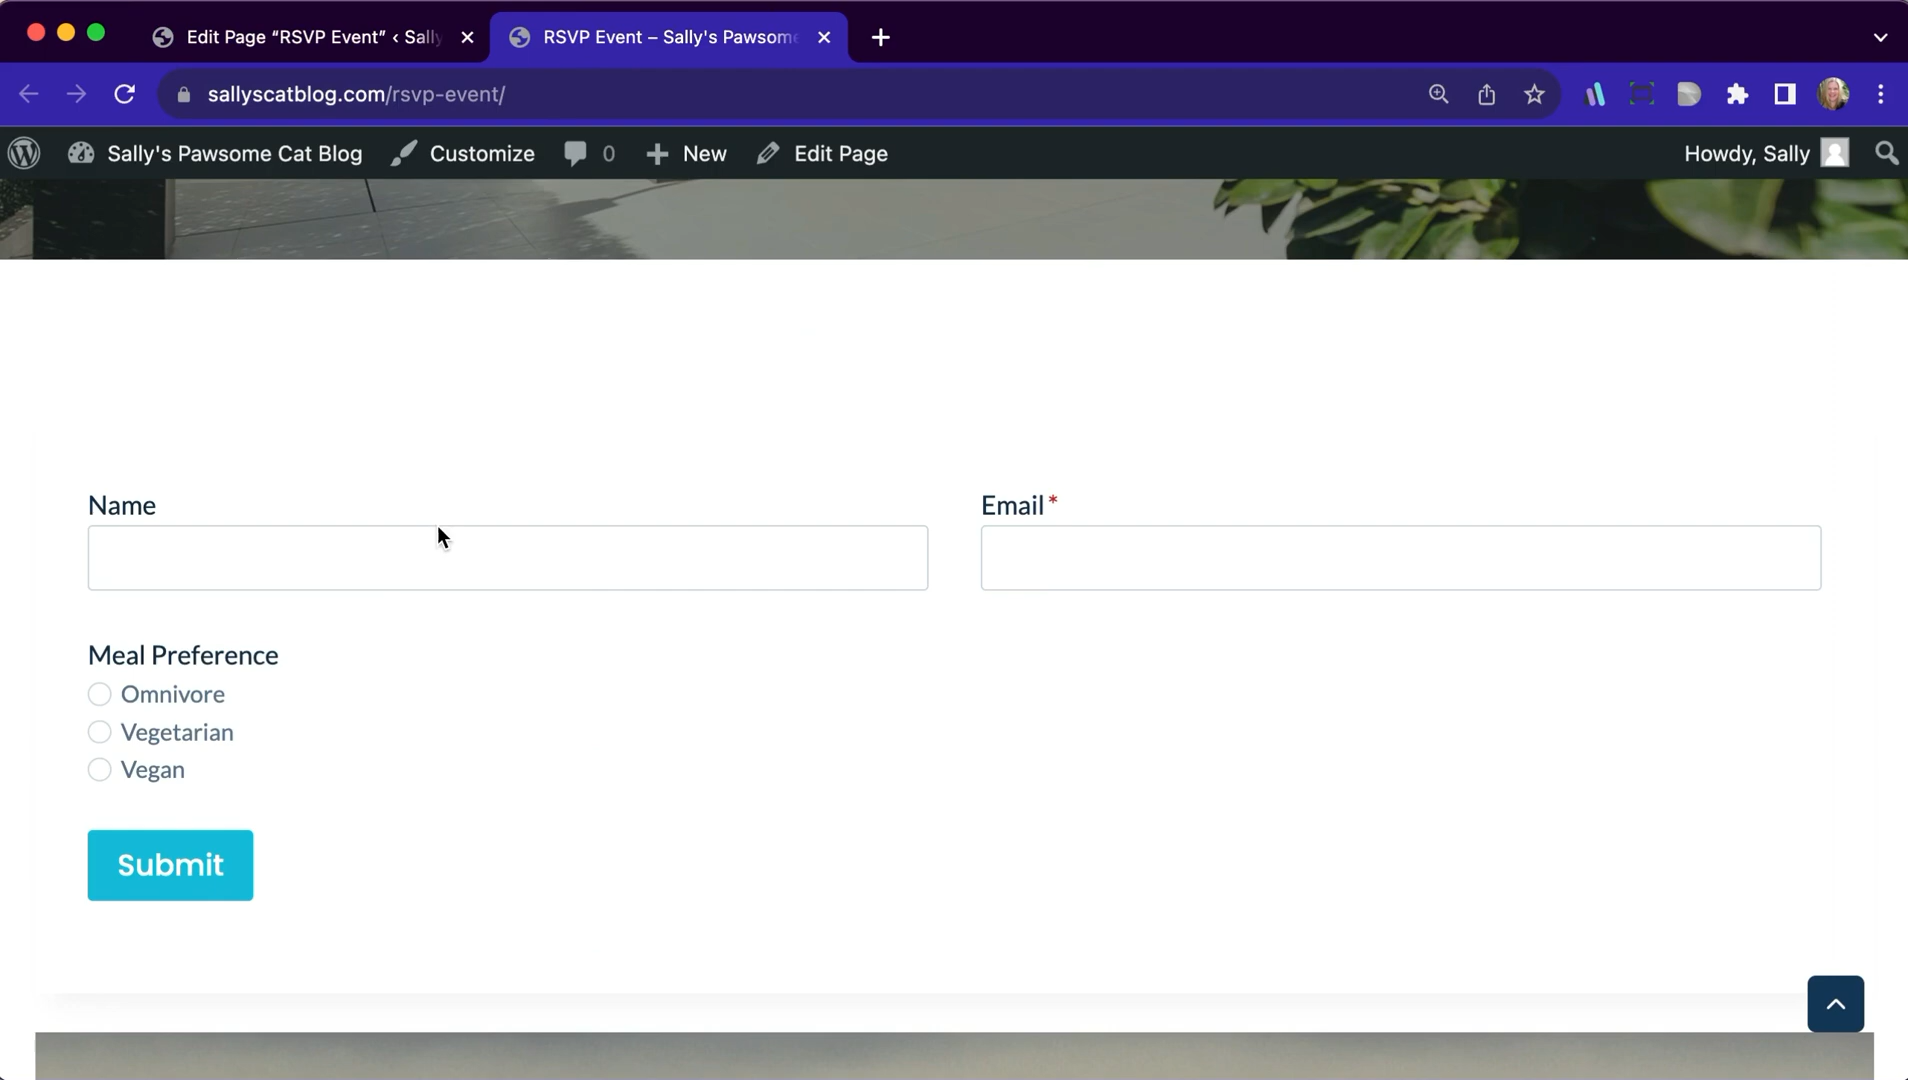 Edit Page “RSVP Event” ‹ Sally
RSVP Event – Sally's Pawsome
sallyscatblog.com/rsvp-event/
Sally's Pawsome Cat Blog
Customize
0
New
Edit Page
Howdy, Sally
Name
Email*
Meal Preference
Omnivore
Vegetarian
Vegan
Submit